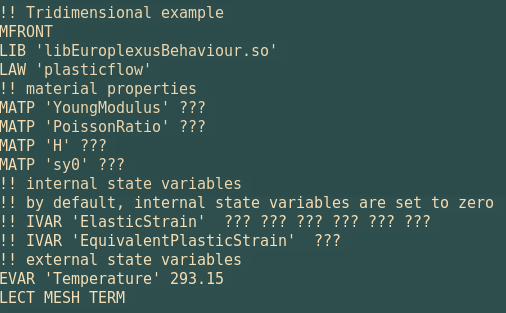 !! Tridimensional example
MFRONT
LIB 'libEuroplexusBehaviour.so'
LAW 'plasticflow'
!! material properties
MATP 'YoungModulus' ???
MATP 'PoissonRatio' ???
MATP 'H' ???
MATP 'sy0' ???
!! internal state variables
!! by default, internal state variables are set to zero
!! IVAR 'ElasticStrain'  ??? ??? ??? ??? ??? ???
!! IVAR 'EquivalentPlasticStrain'  ???
!! external state variables
EVAR 'Temperature' 293.15
LECT MESH TERM